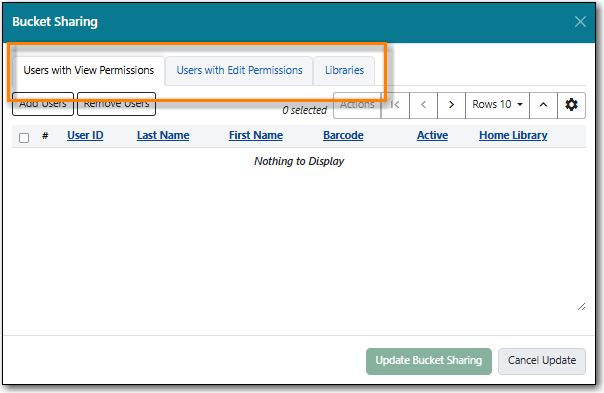 Bucket Sharing
Users with View Permissions Users with Edit Permissions Libraries
Add Users Remove Users 0 selected Actions Rows 10
# User ID Last Name First Name Barcode Active Home Library
Nothing to Display
Update Bucket Sharing Cancel Update